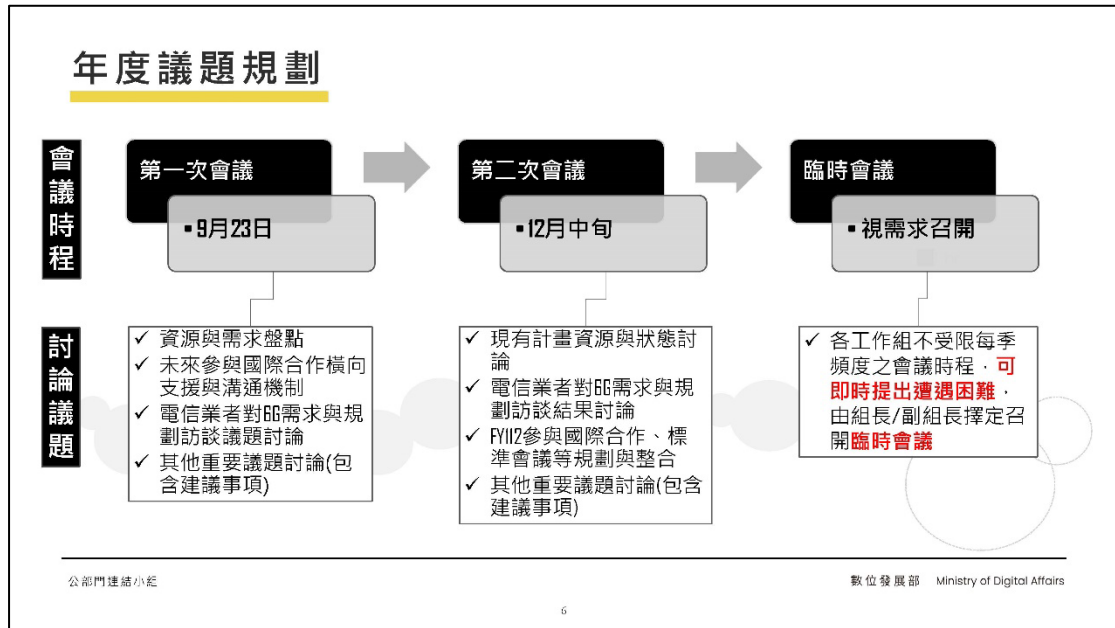 年度議題規劃
會議時程
第一次會議
▪9月23日
第二次會議
▪12月中旬
臨時會議
▪視需求召開
討論議題
✓ 資源與需求盤點
✓ 未來參與國際合作橫向
支援與溝通機制
✓ 電信業者對6G需求與規
劃訪談議題討論
✓ 其他重要議題討論(包
含建議事項)
✓ 現有計畫資源與狀態討
論
✓ 電信業者對6G需求與規
劃訪談結果討論
✓ FY112參與國際合作、標
準會議等規劃與整合
✓ 其他重要議題討論(包含
建議事項)
✓ 各工作組不受限每季
頻度之會議時程，可
即時提出遭遇困難，
由組長/副組長擇定召
開臨時會議
公部門連結小組
數位發展部 Ministry of Digital Affairs
6